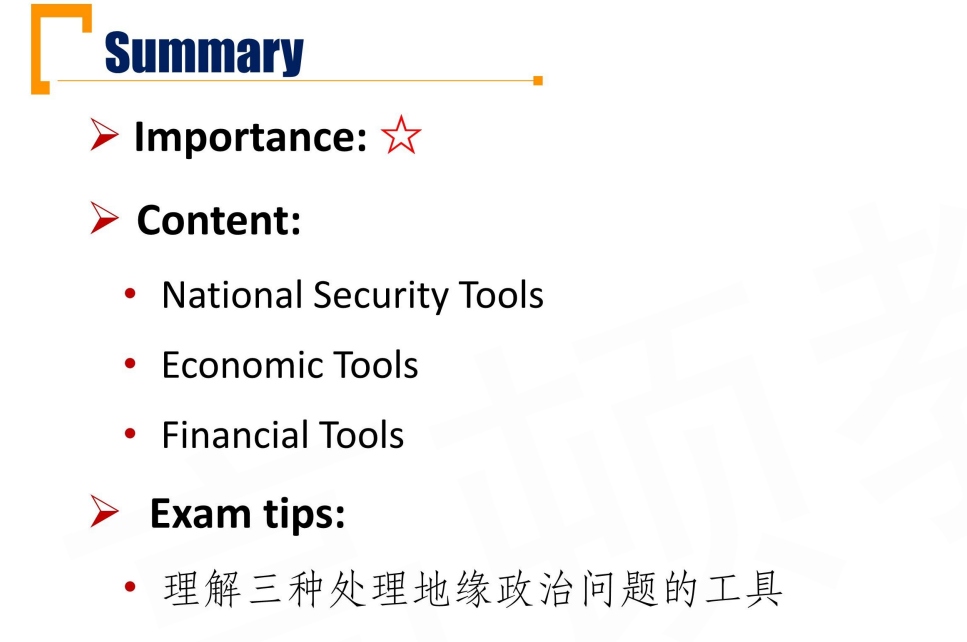 Summary
Importance: ☆
Content:
National Security Tools
Economic Tools
Financial Tools
Exam tips:
理解三种处理地缘政治问题的工具